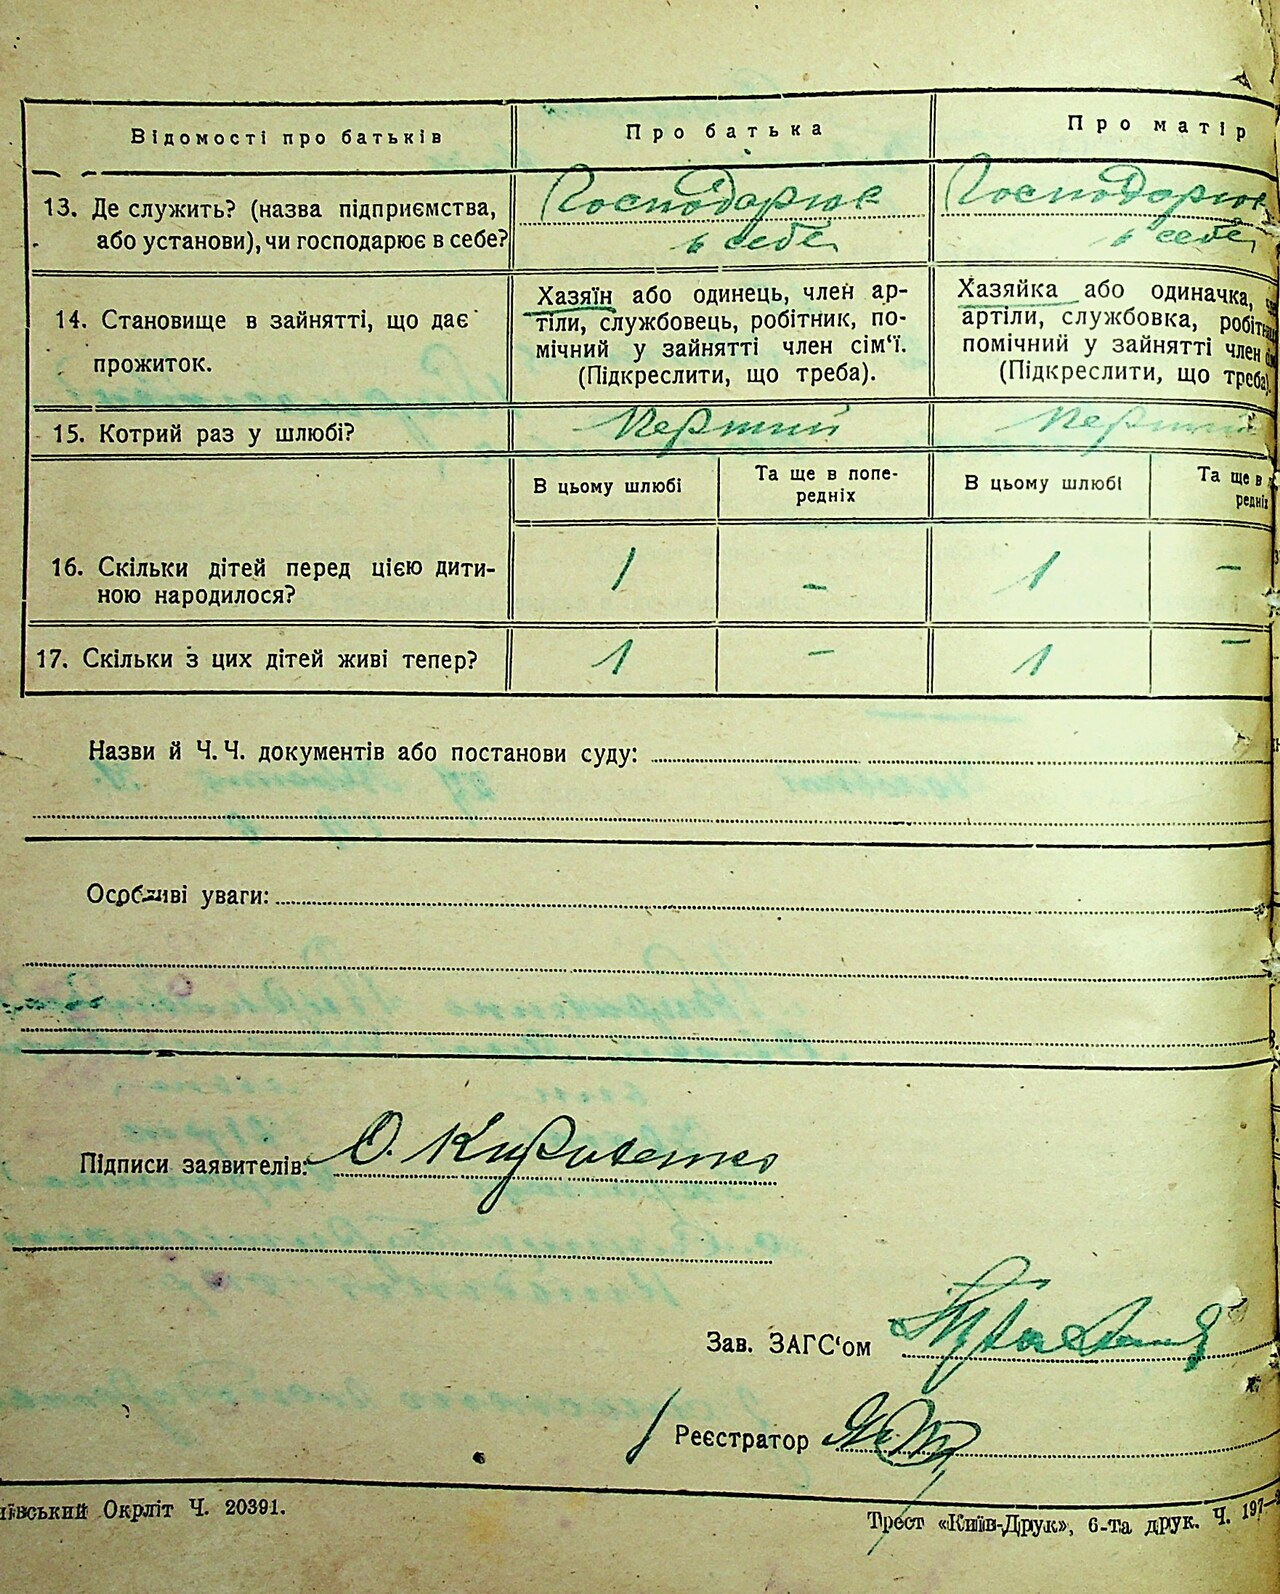 Відомості про батьків
Про батька
Про матір
13. Де служить? (назва підприємства,
або установи), чи господарює в себе?
Господарює
в себе
Господарює
в себе
14. Становище в зайнятті, що дає
прожиток.
Хазяїн або одинець, член ар-
тіли, службовець, робітник, по-
мічний у зайнятті член сім'ї.
(Підкреслити, що треба).
Хазяйка або одиначка,
артіли, службовка,
помічний у зайнятті член
(Підкреслити, що треба).
15. Котрий раз у шлюбі?
Перший
Перший
В цьому шлюбі
Та ще в попе-
редніх
В цьому шлюбі
Та ще в
редніх
16. Скільки дітей перед цією дити-
ною народилося?
1
–
1
–
17. Скільки з цих дітей живі тепер?
1
–
1
–
Назви й Ч. Ч. документів або постанови суду:
Особливі уваги:
Підписи заявителів: О. Кириченко
Зав. ЗАГС'ом
Реєстратор
Окрліт Ч. 20391.
Трест «Київ-Друк», 6-та друк. Ч. 197